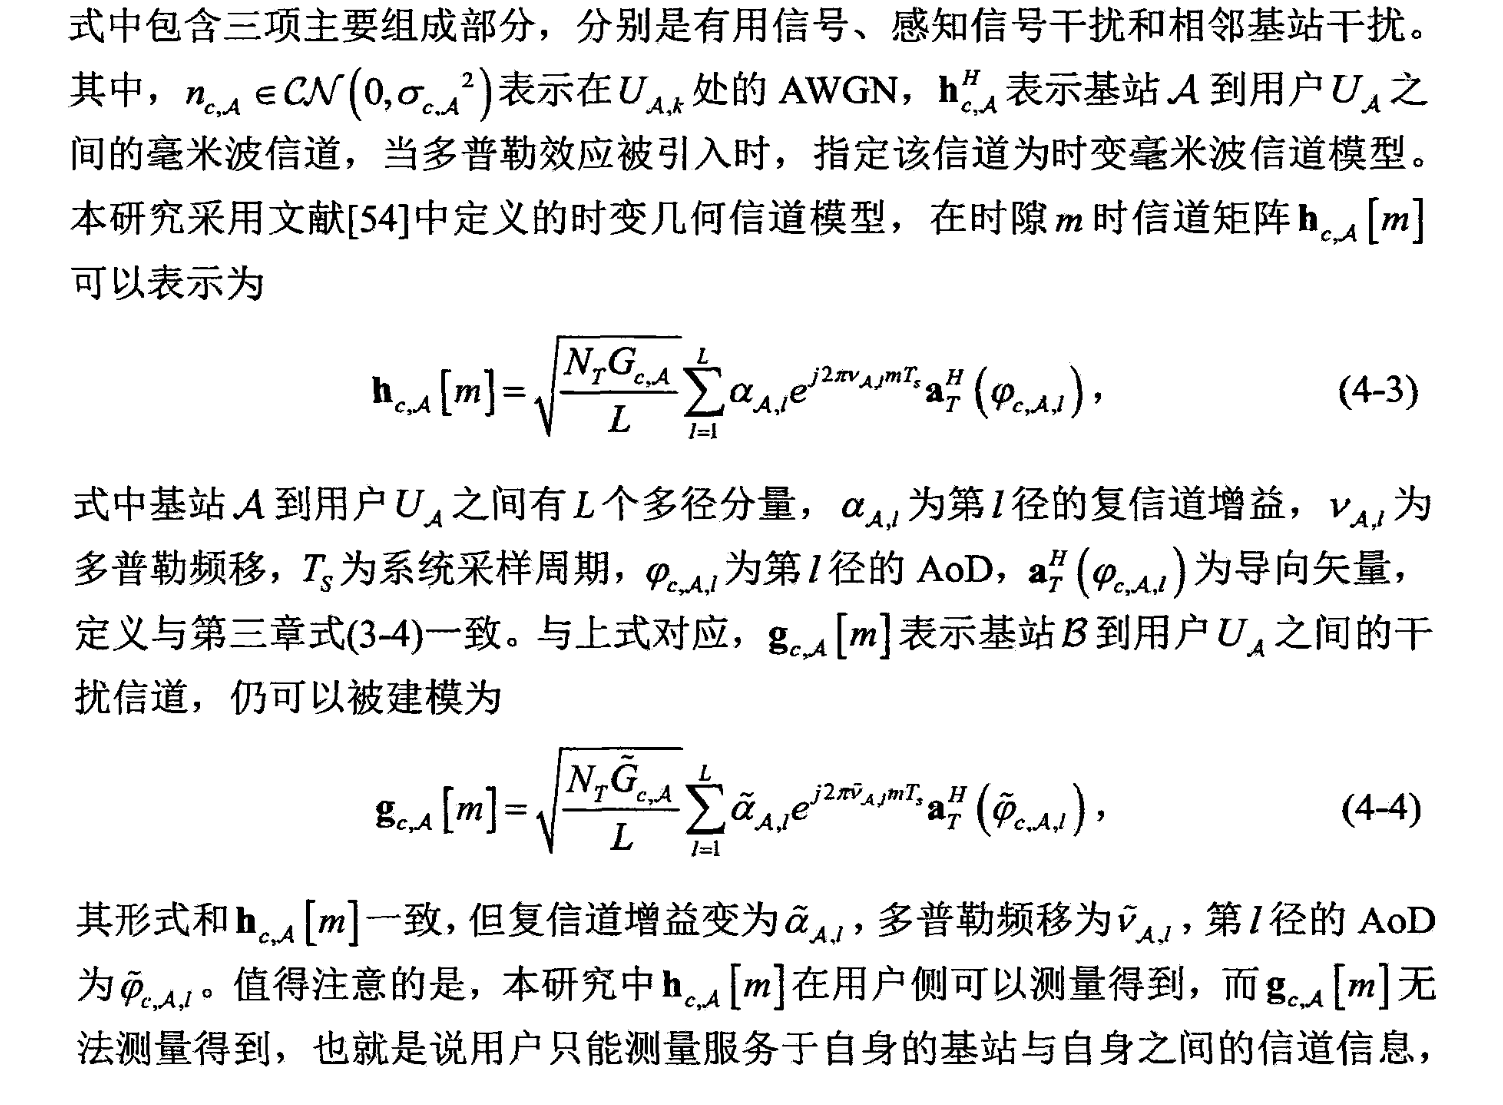 式中包含三项主要组成部分，分别是有用信号、感知信号干扰和相邻基站干扰。
其中，$n_{c,\mathcal{A}} \in \mathcal{CN}\left(0,\sigma_{c,\mathcal{A}}{}^2\right)$表示在$U_{\mathcal{A},k}$处的 AWGN，$\mathbf{h}_{c,\mathcal{A}}^H$表示基站$\mathcal{A}$到用户$U_{\mathcal{A}}$之
间的毫米波信道，当多普勒效应被引入时，指定该信道为时变毫米波信道模型。
本研究采用文献[54]中定义的时变几何信道模型，在时隙$m$时信道矩阵$\mathbf{h}_{c,\mathcal{A}}[m]$
可以表示为
$\mathbf{h}_{c,\mathcal{A}}[m]=\sqrt{\frac{N_T G_{c,\mathcal{A}}}{L}}\sum_{l=1}^{L}\alpha_{\mathcal{A},l}e^{j2\pi\nu_{\mathcal{A},l}mT_s}\mathbf{a}_T^H\left(\varphi_{c,\mathcal{A},l}\right)$， (4-3)
式中基站$\mathcal{A}$到用户$U_{\mathcal{A}}$之间有$L$个多径分量，$\alpha_{\mathcal{A},l}$为第$l$径的复信道增益，$\nu_{\mathcal{A},l}$为
多普勒频移，$T_S$为系统采样周期，$\varphi_{c,\mathcal{A},l}$为第$l$径的 AoD，$\mathbf{a}_T^H\left(\varphi_{c,\mathcal{A},l}\right)$为导向矢量，
定义与第三章式(3-4)一致。与上式对应，$\mathbf{g}_{c,\mathcal{A}}[m]$表示基站$\mathcal{B}$到用户$U_{\mathcal{A}}$之间的干
扰信道，仍可以被建模为
$\mathbf{g}_{c,\mathcal{A}}[m]=\sqrt{\frac{N_T \tilde{G}_{c,\mathcal{A}}}{L}}\sum_{l=1}^{L}\tilde{\alpha}_{\mathcal{A},l}e^{j2\pi\tilde{\nu}_{\mathcal{A},l}mT_s}\mathbf{a}_T^H\left(\tilde{\varphi}_{c,\mathcal{A},l}\right)$， (4-4)
其形式和$\mathbf{h}_{c,\mathcal{A}}[m]$一致，但复信道增益变为$\tilde{\alpha}_{\mathcal{A},l}$，多普勒频移为$\tilde{\nu}_{\mathcal{A},l}$，第$l$径的 AoD
为$\tilde{\varphi}_{c,\mathcal{A},l}$。值得注意的是，本研究中$\mathbf{h}_{c,\mathcal{A}}[m]$在用户侧可以测量得到，而$\mathbf{g}_{c,\mathcal{A}}[m]$无
法测量得到，也就是说用户只能测量服务于自身的基站与自身之间的信道信息，